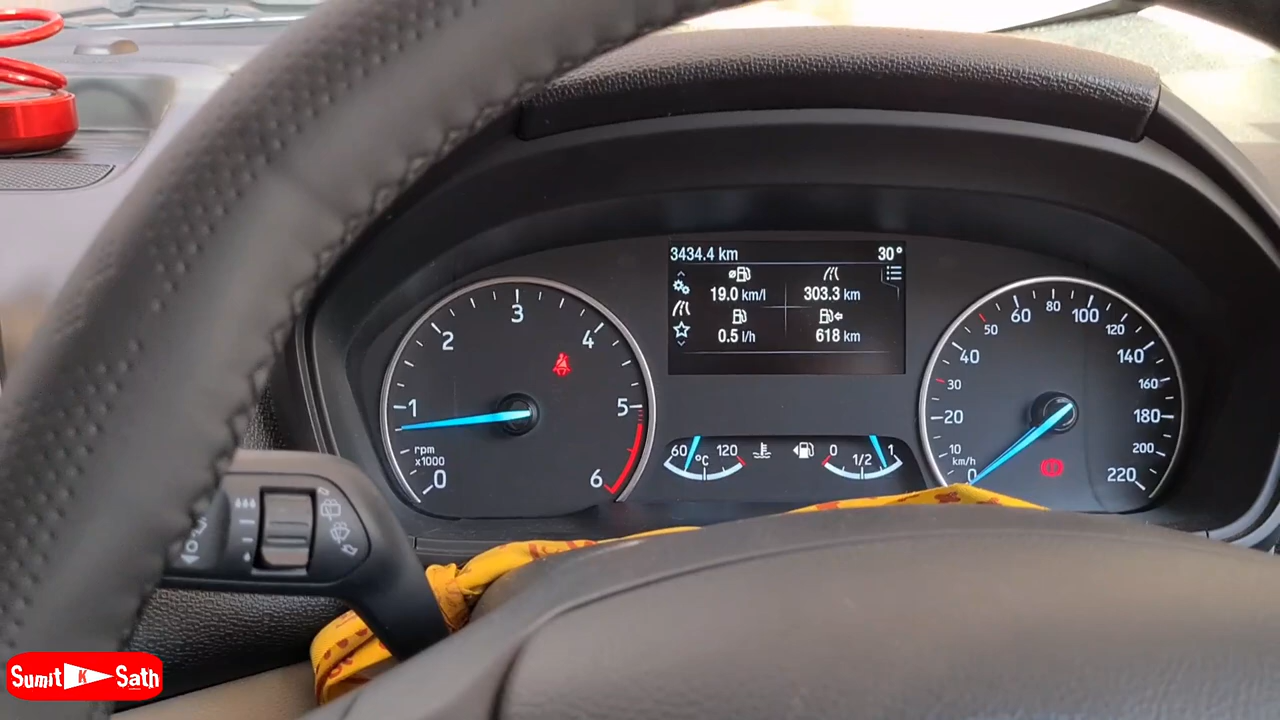 3434.4 km 30°
19.0 km/l 303.3 km
0.5 l/h 618 km
0 1 2 3 4 5 6
rpm
x1000
0 10 20 30 40 50 60 80 100 120 140 160 180 200 220
km/h
60 °C 120
0 1/2 1
Sumit K Sath